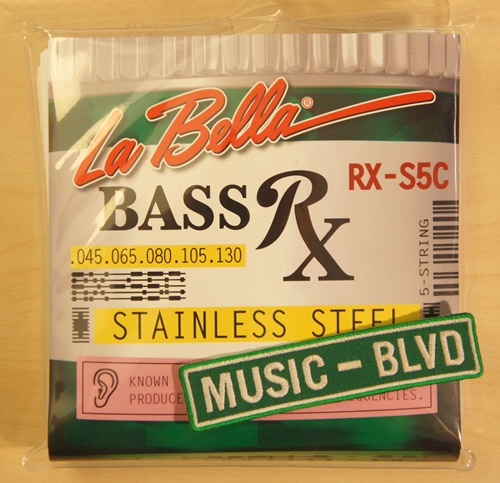 La Bella®
RX-S5C
BASS RX
.045.065.080.105.130
5-STRING
STAINLESS STEEL
MUSIC - BLVD
KNOWN
PRODUCE